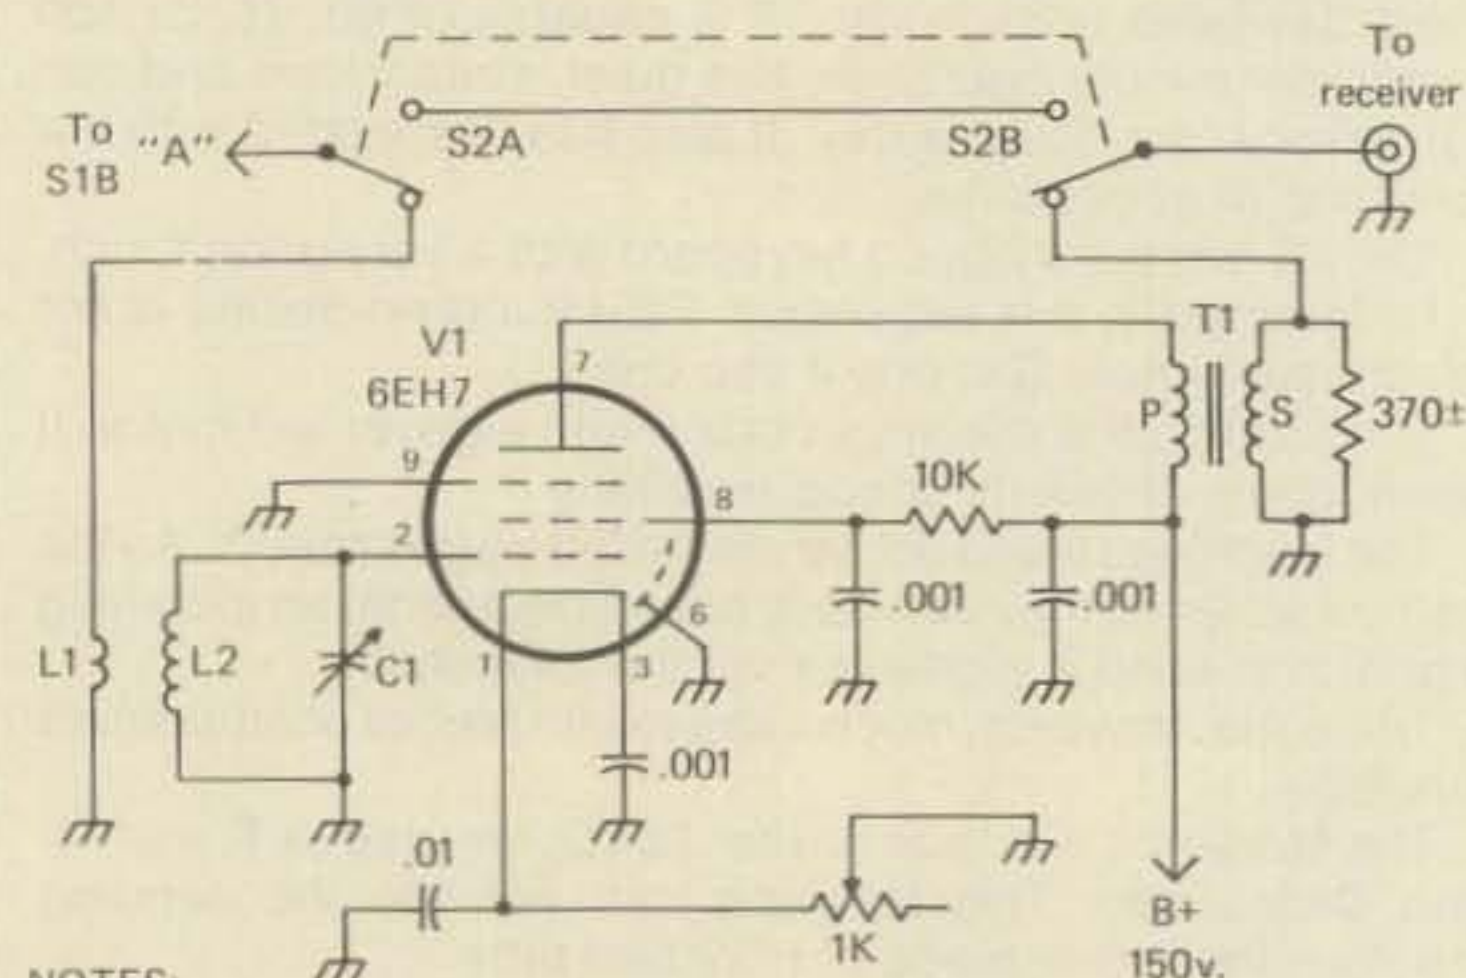 To
receiver
To
S1B
"A"
S2A
S2B
V1
6EH7
7
T1
P
S
370±
9
8
10K
2
.001
.001
6
L1
L2
C1
1
3
.001
.01
1K
B+
150v.
NOTES: